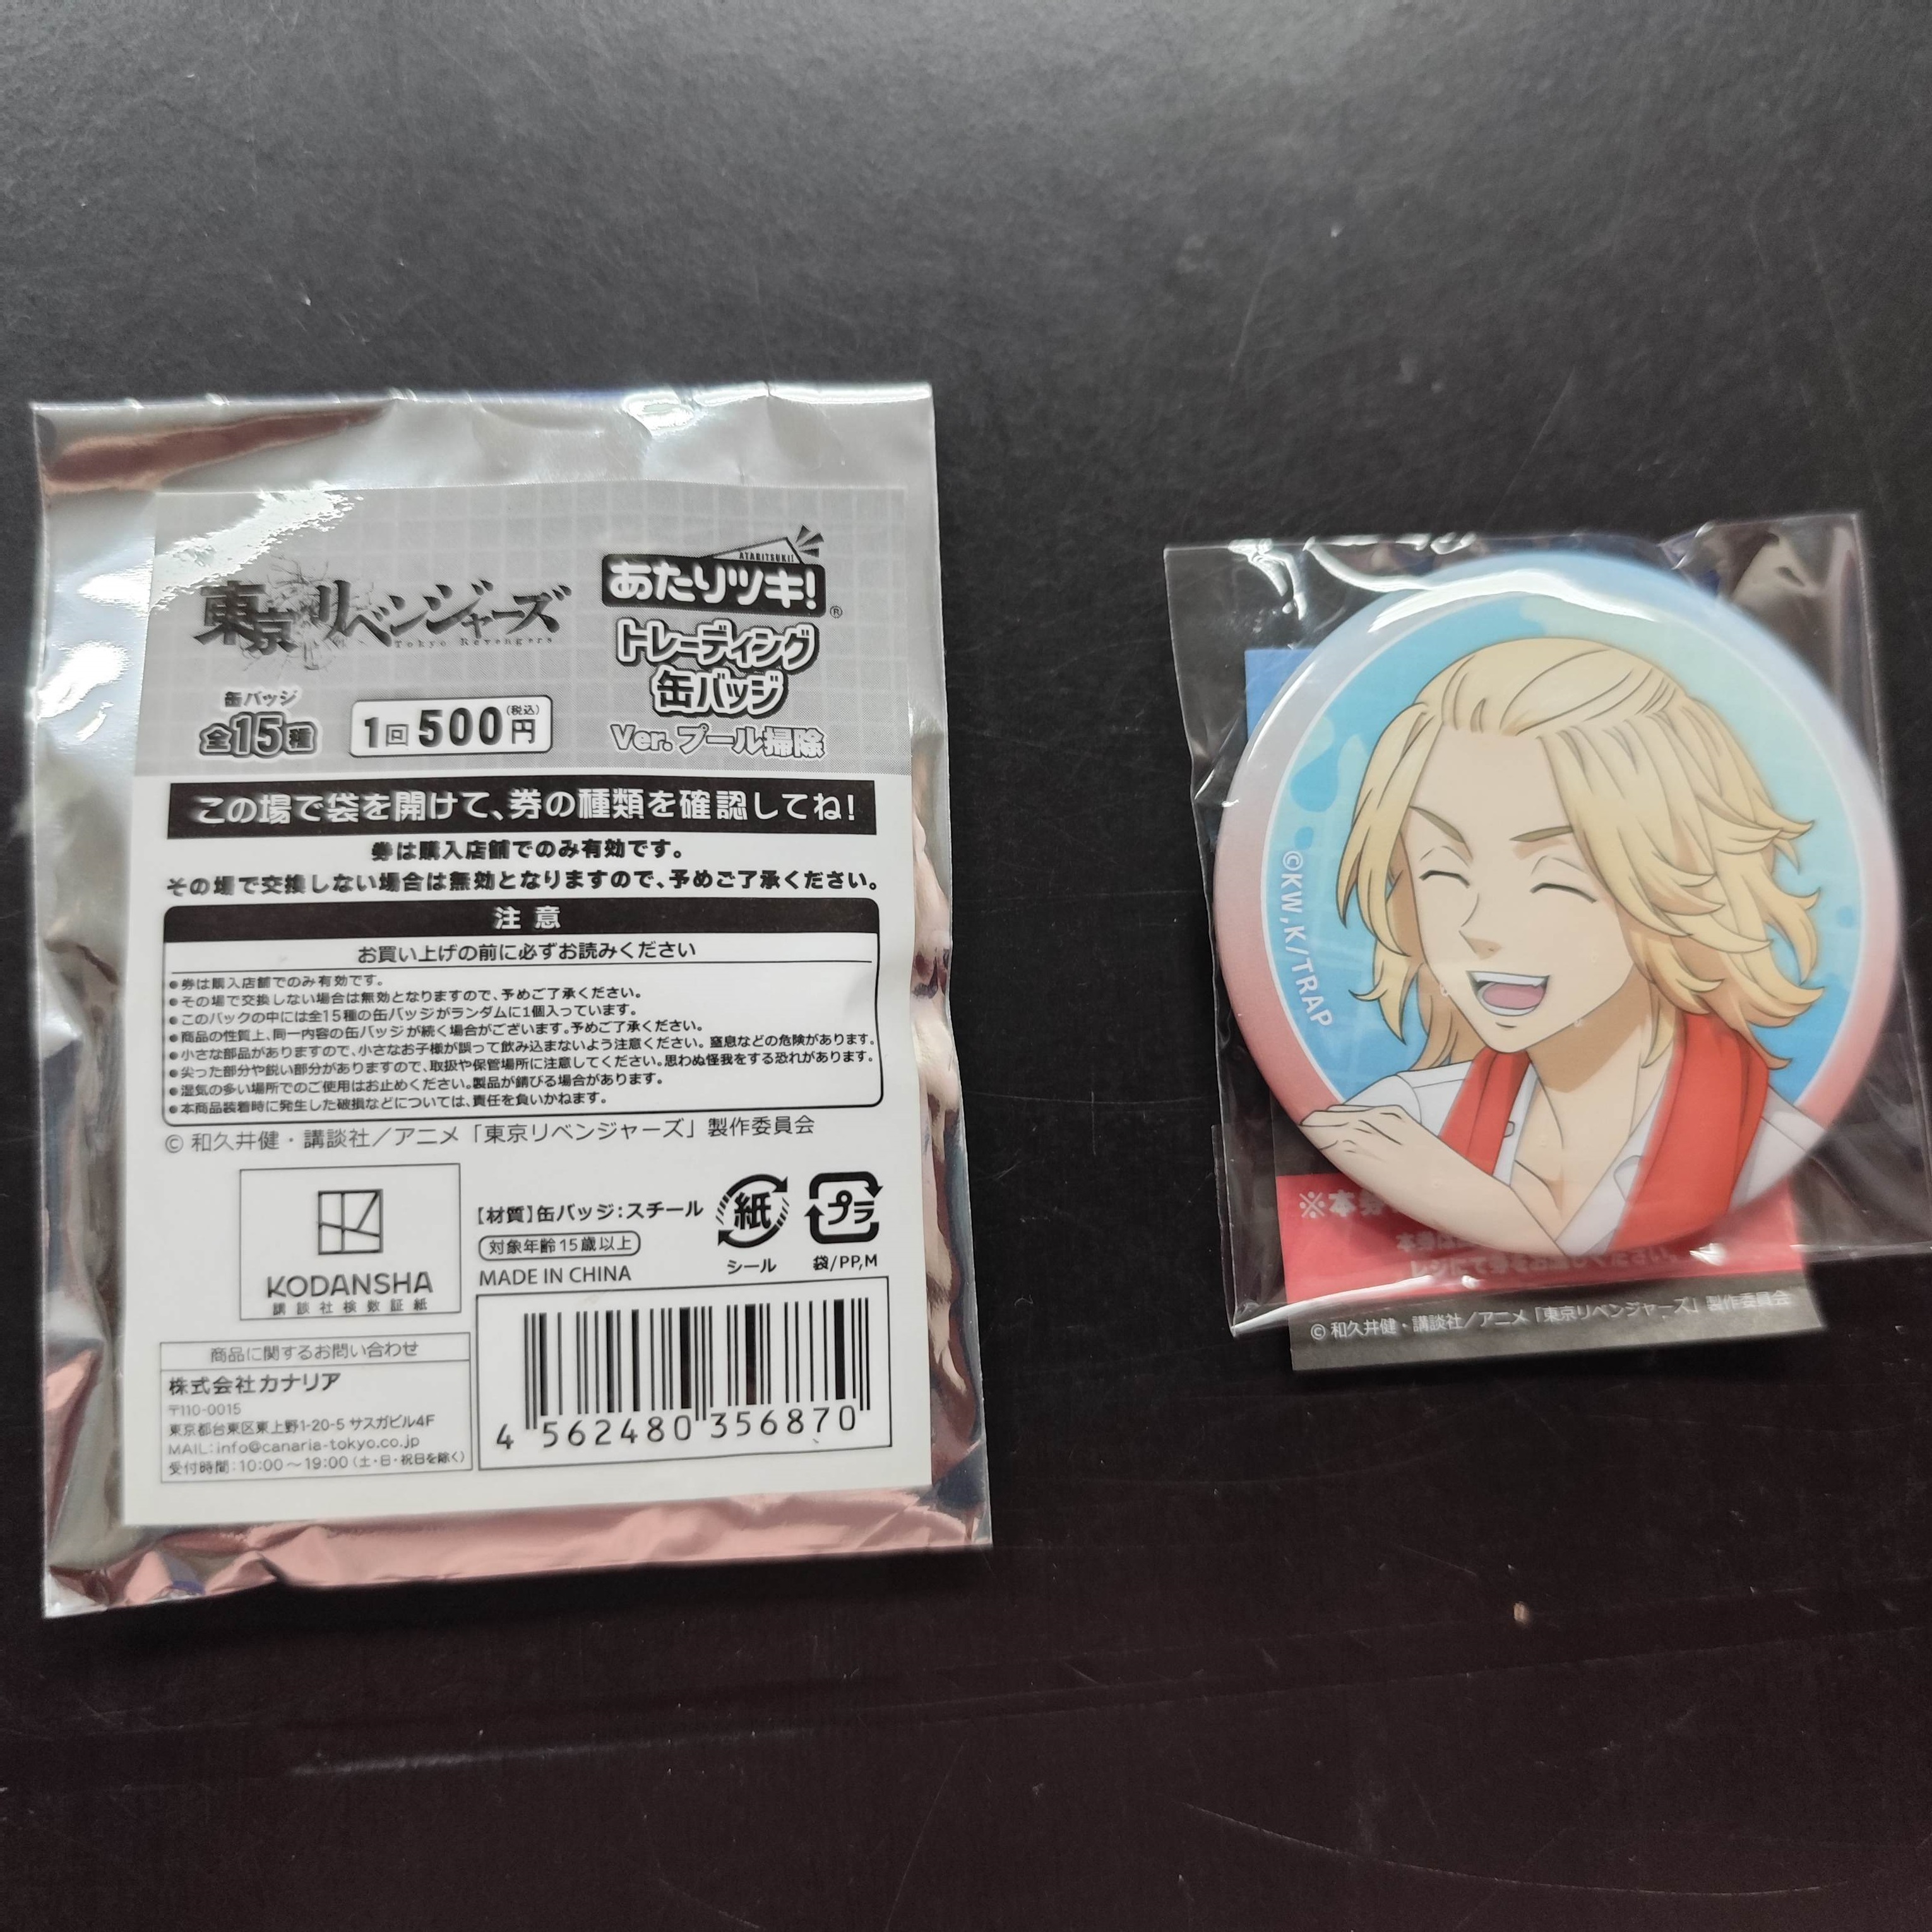 東京リベンジャーズ
Tokyo Revengers
ATARITSUKI!
あたりツキ!
®
トレーディング
缶バッジ
Ver.プール掃除
缶バッジ
全15種
1回500円(税込)
この場で袋を開けて、券の種類を確認してね!
券は購入店舗でのみ有効です。
その場で交換しない場合は無効となりますので、予めご了承ください。
注意
お買い上げの前に必ずお読みください
●券は購入店舗でのみ有効です。
●その場で交換しない場合は無効となりますので、予めご了承ください。
●このパックの中には全15種の缶バッジがランダムに1個入っています。
●商品の性質上、同一内容の缶バッジが続く場合がございます。予めご了承ください。
●小さな部品がありますので、小さなお子様が誤って飲み込まないよう注意ください。窒息などの危険があります。
●尖った部分や鋭い部分がありますので、取扱や保管場所に注意してください。思わぬ怪我をする恐れがあります。
●湿気の多い場所でのご使用はお止めください。製品が錆びる場合があります。
●本商品装着時に発生した破損などについては、責任を負いかねます。
© 和久井健・講談社／アニメ「東京リベンジャーズ」製作委員会
KODANSHA
講談社検数証紙
【材質】缶バッジ:スチール
対象年齢15歳以上
MADE IN CHINA
紙
シール
プラ
袋/PP,M
商品に関するお問い合わせ
株式会社カナリア
〒110-0015
東京都台東区東上野1-20-5 サスガビル4F
MAIL:info@canaria-tokyo.co.jp
受付時間:10:00～19:00(土・日・祝日を除く)
4 562480 356870
©KW,K/TRAP
※本券
© 和久井健・講談社／アニメ「東京リベンジャーズ」製作委員会